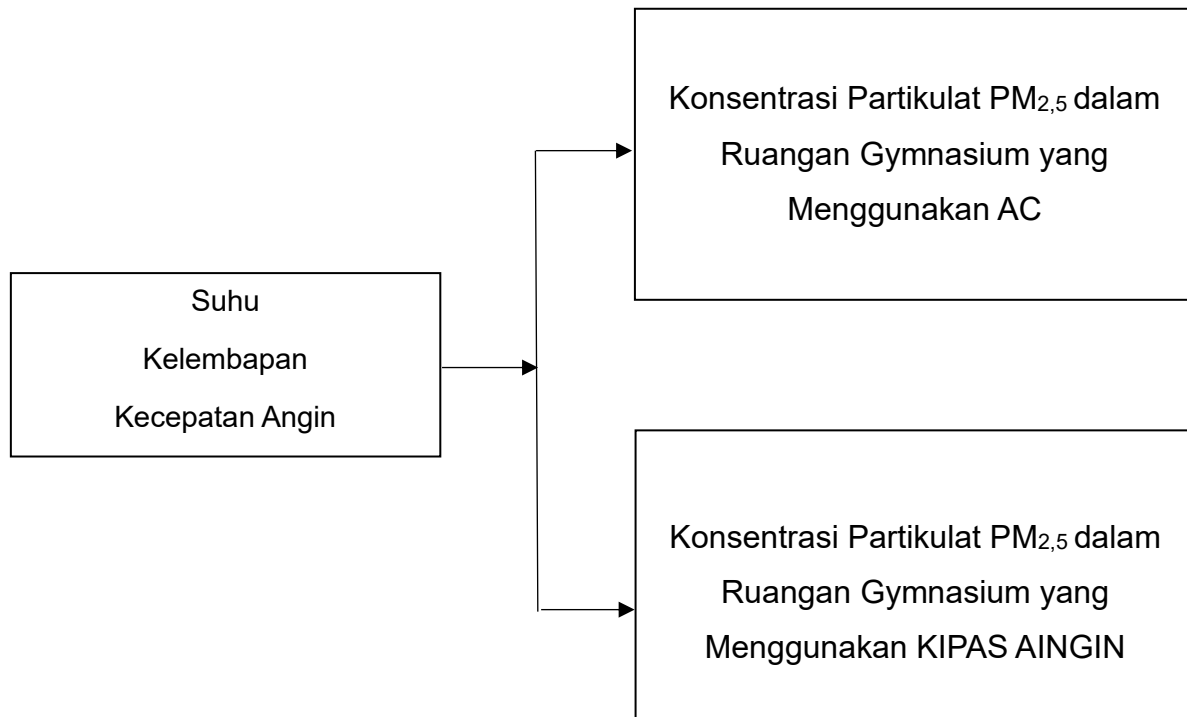 Konsentrasi Partikulat PM2,5 dalam
Ruangan Gymnasium yang
Menggunakan AC
Suhu
Kelembapan
Kecepatan Angin
Konsentrasi Partikulat PM2,5 dalam
Ruangan Gymnasium yang
Menggunakan KIPAS AINGIN